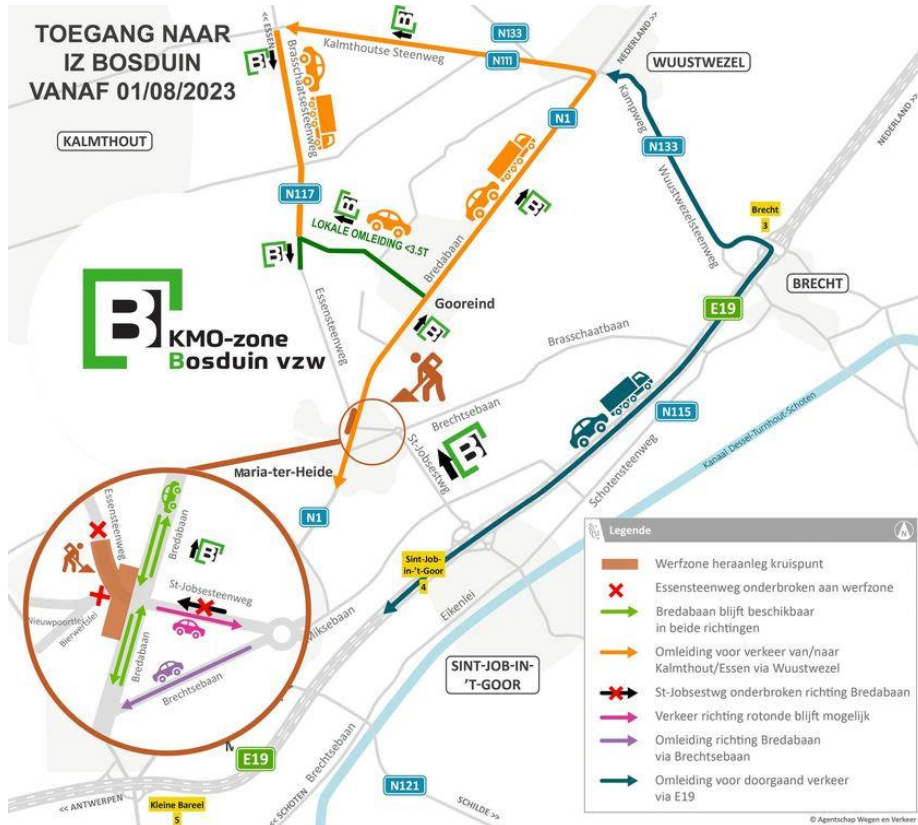 TOEGANG NAAR
IZ BOSDUIN
VANAF 01/08/2023
<< ESSEN
Brasschaatsesteenweg
Kalmthoutse Steenweg
N133
N111
NEDERLAND >>
WUUSTWEZEL
KALMTHOUT
N1
Kampweg
N133
NEDERLAND >>
Wuustwezelsteenweg
N117
LOKALE OMLEIDING <3.5T
Bredabaan
Brecht
3
BRECHT
Essensteenweg
Gooreind
E19
B
KMO-zone
Bosduin vzw
Brasschaatbaan
Brechtsebaan
N115
St-Jobsestwg
B
Schotensteenweg
Kanaal Dessel-Turnhout-Schoten
Maria-ter-Heide
N1
Sint-Job-
in-'t-Goor
4
Eikenlei
Miksebaan
SINT-JOB-IN-
'T-GOOR
Essensteenweg
Bredabaan
St-Jobsesteenweg
Nieuwpoortlei
Bierwertslei
Bredabaan
Brechtsebaan
E19
Brechtsebaan
<< ANTWERPEN
Kleine Bareel
5
<< SCHOTEN
N121
SCHILDE >>
Legende
N
Werfzone heraanleg kruispunt
Essensteenweg onderbroken aan werfzone
Bredabaan blijft beschikbaar
in beide richtingen
Omleiding voor verkeer van/naar
Kalmthout/Essen via Wuustwezel
St-Jobsestwg onderbroken richting Bredabaan
Verkeer richting rotonde blijft mogelijk
Omleiding richting Bredabaan
via Brechtsebaan
Omleiding voor doorgaand verkeer
via E19
© Agentschap Wegen en Verkeer